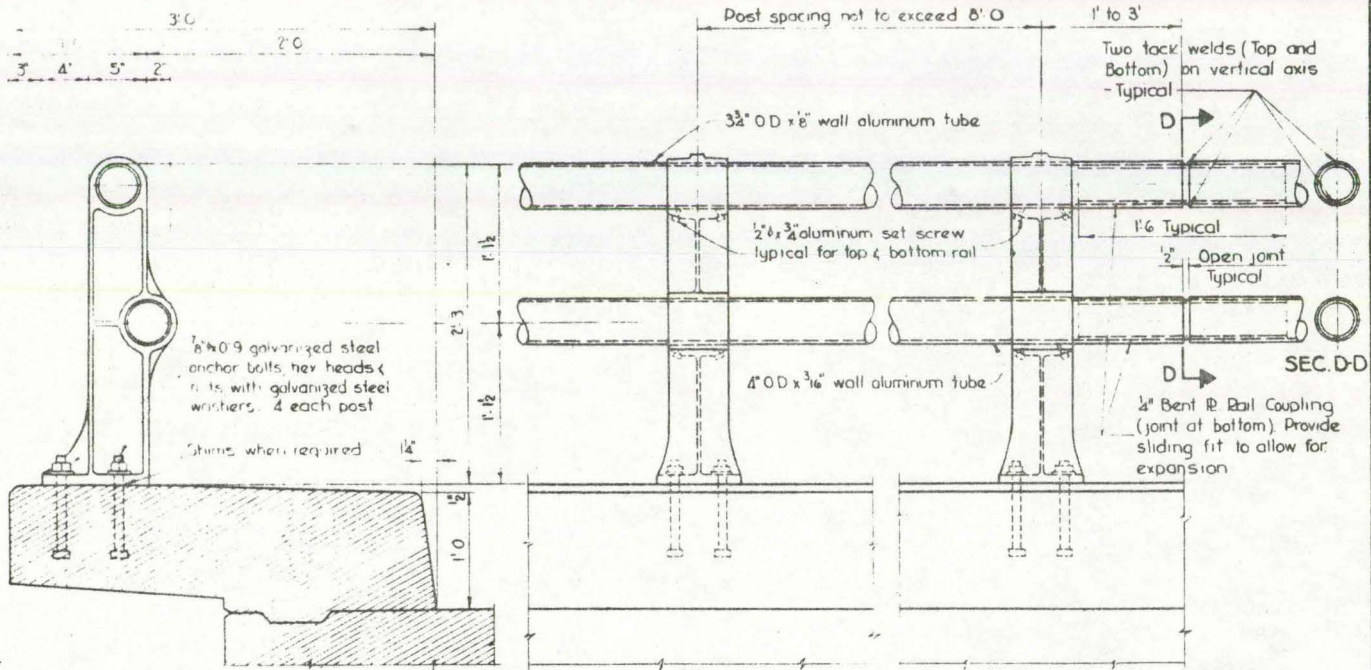 3'.0
2'.0
3" 4" 5" 2"
Post spacing not to exceed 8'.0
1' to 3'
Two tack welds (Top and
Bottom) on vertical axis
- Typical
D
3¾" O D x ⅛" wall aluminum tube
½"ɸ x ¾" aluminum set screw
typical for top & bottom rail
1'.6 Typical
½" Open joint
Typical
1'.1½
2'.3
1'.1½
⅞"ɸ x 0'.9 galvanized steel
anchor bolts, hex heads &
nuts, with galvanized steel
washers. 4 each post
4" O D x 3/16" wall aluminum tube
D
SEC. D-D
¼" Bent ⅊ Rail Coupling
(joint at bottom). Provide
sliding fit to allow for
expansion
Shims when required
1¼"
½"
1'.0